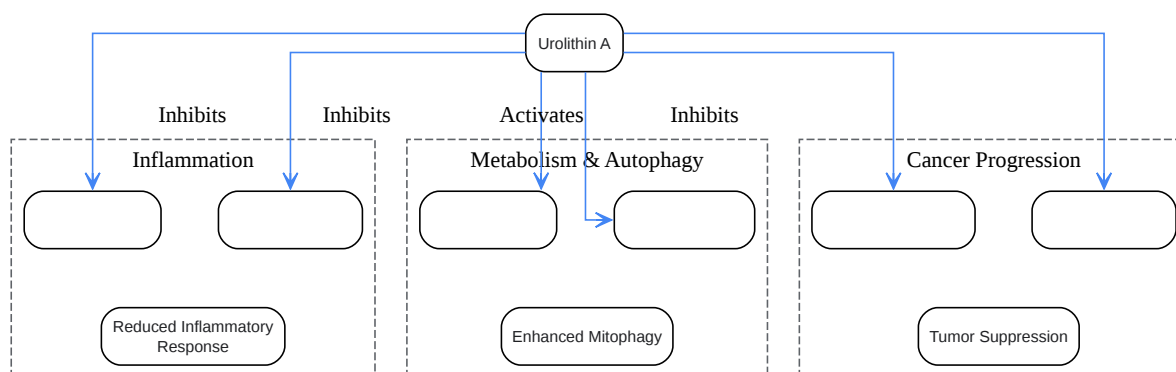 Urolithin A
Inhibits
Inhibits
Activates
Inhibits
Inflammation
Metabolism & Autophagy
Cancer Progression
Reduced Inflammatory
Response
Enhanced Mitophagy
Tumor Suppression